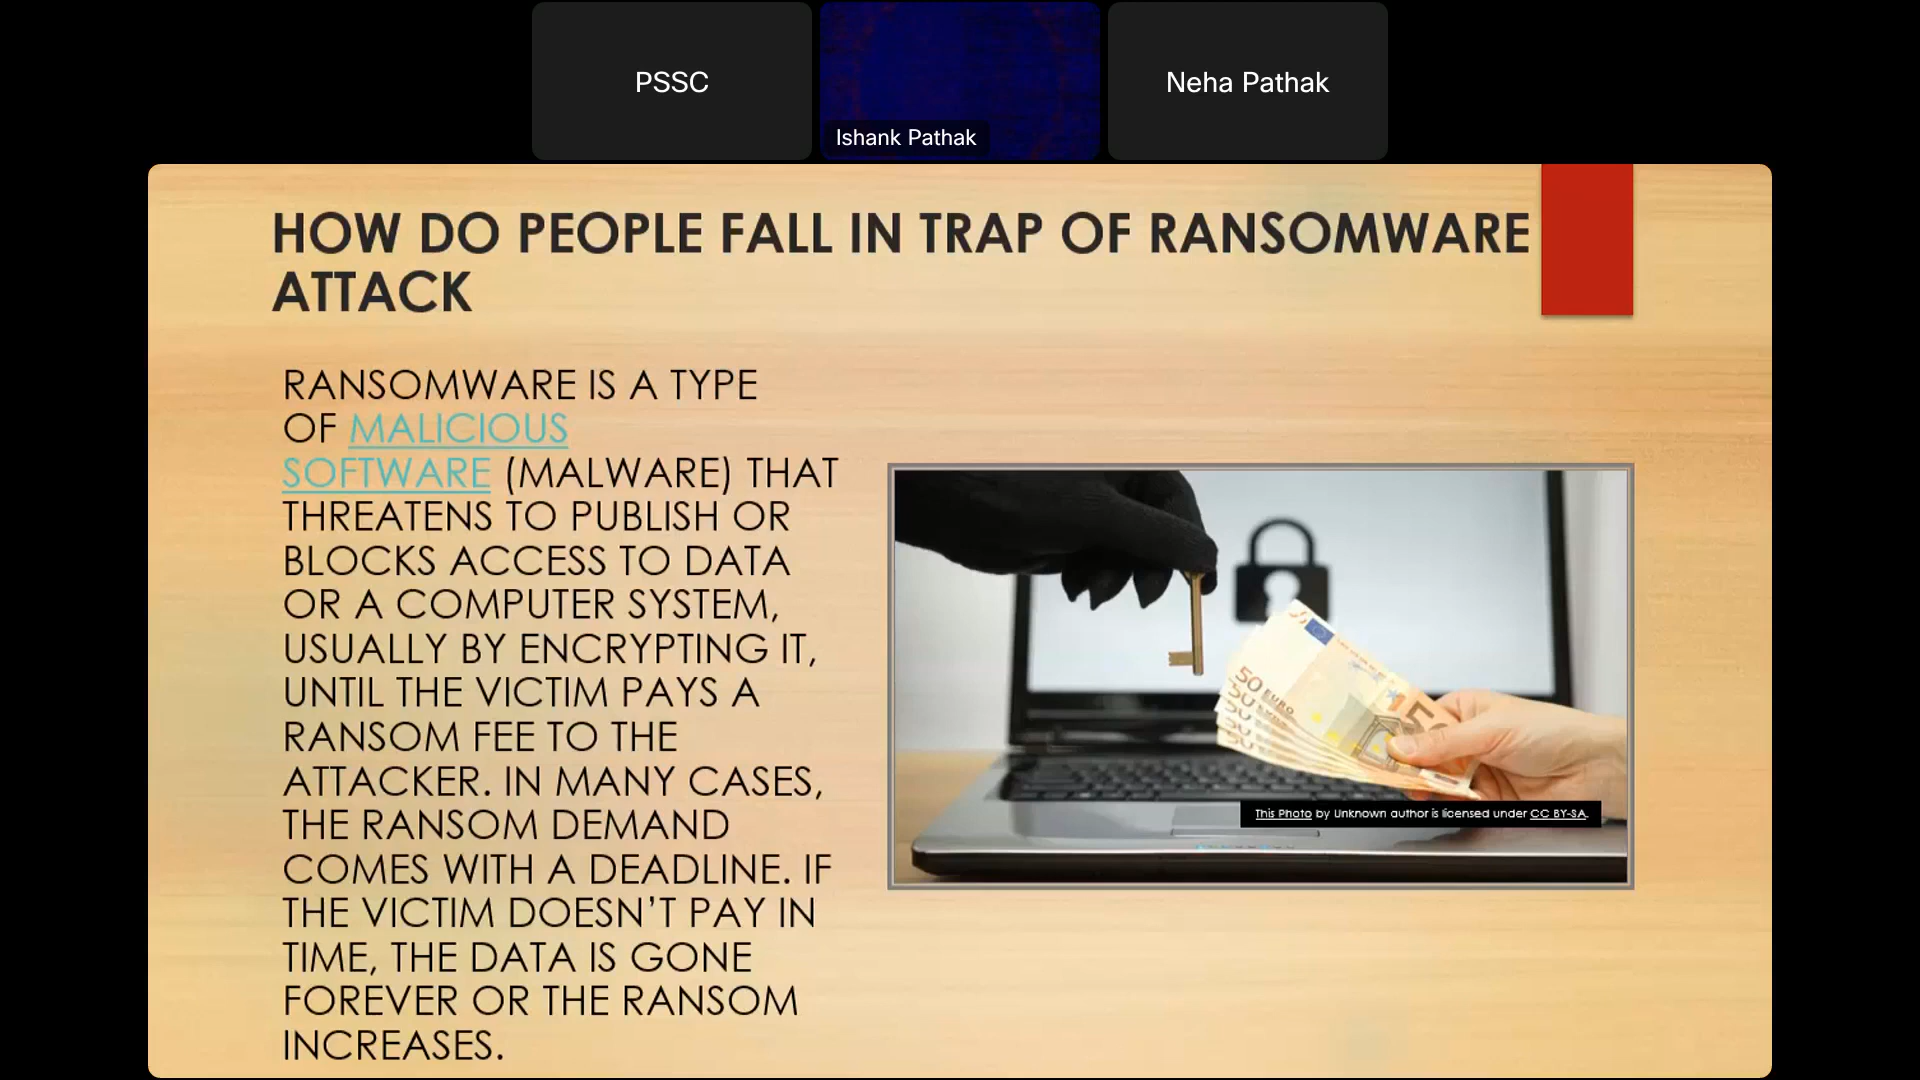 PSSC
Ishank Pathak
Neha Pathak
HOW DO PEOPLE FALL IN TRAP OF RANSOMWARE
ATTACK
RANSOMWARE IS A TYPE
OF MALICIOUS
SOFTWARE (MALWARE) THAT
THREATENS TO PUBLISH OR
BLOCKS ACCESS TO DATA
OR A COMPUTER SYSTEM,
USUALLY BY ENCRYPTING IT,
UNTIL THE VICTIM PAYS A
RANSOM FEE TO THE
ATTACKER. IN MANY CASES,
THE RANSOM DEMAND
COMES WITH A DEADLINE. IF
THE VICTIM DOESN’T PAY IN
TIME, THE DATA IS GONE
FOREVER OR THE RANSOM
INCREASES.
50 EURO
50
This Photo by Unknown author is licensed under CC BY-SA.